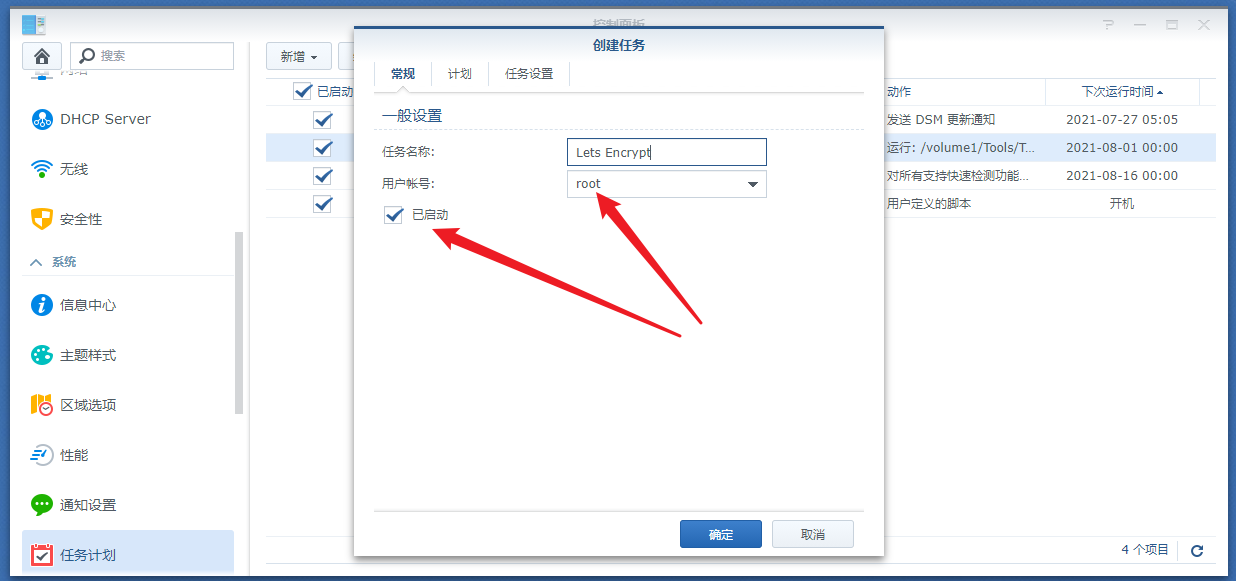 控制面板
创建任务
搜索
新增
常规 计划 任务设置
已启动 动作 下次运行时间
一般设置
DHCP Server
发送 DSM 更新通知 2021-07-27 05:05
任务名称: Lets Encrypt
运行: /volume1/Tools/T... 2021-08-01 00:00
无线
用户帐号: root
对所有支持快速检测功能... 2021-08-16 00:00
已启动
用户定义的脚本 开机
安全性
系统
信息中心
主题样式
区域选项
性能
通知设置
确定 取消
任务计划
4 个项目